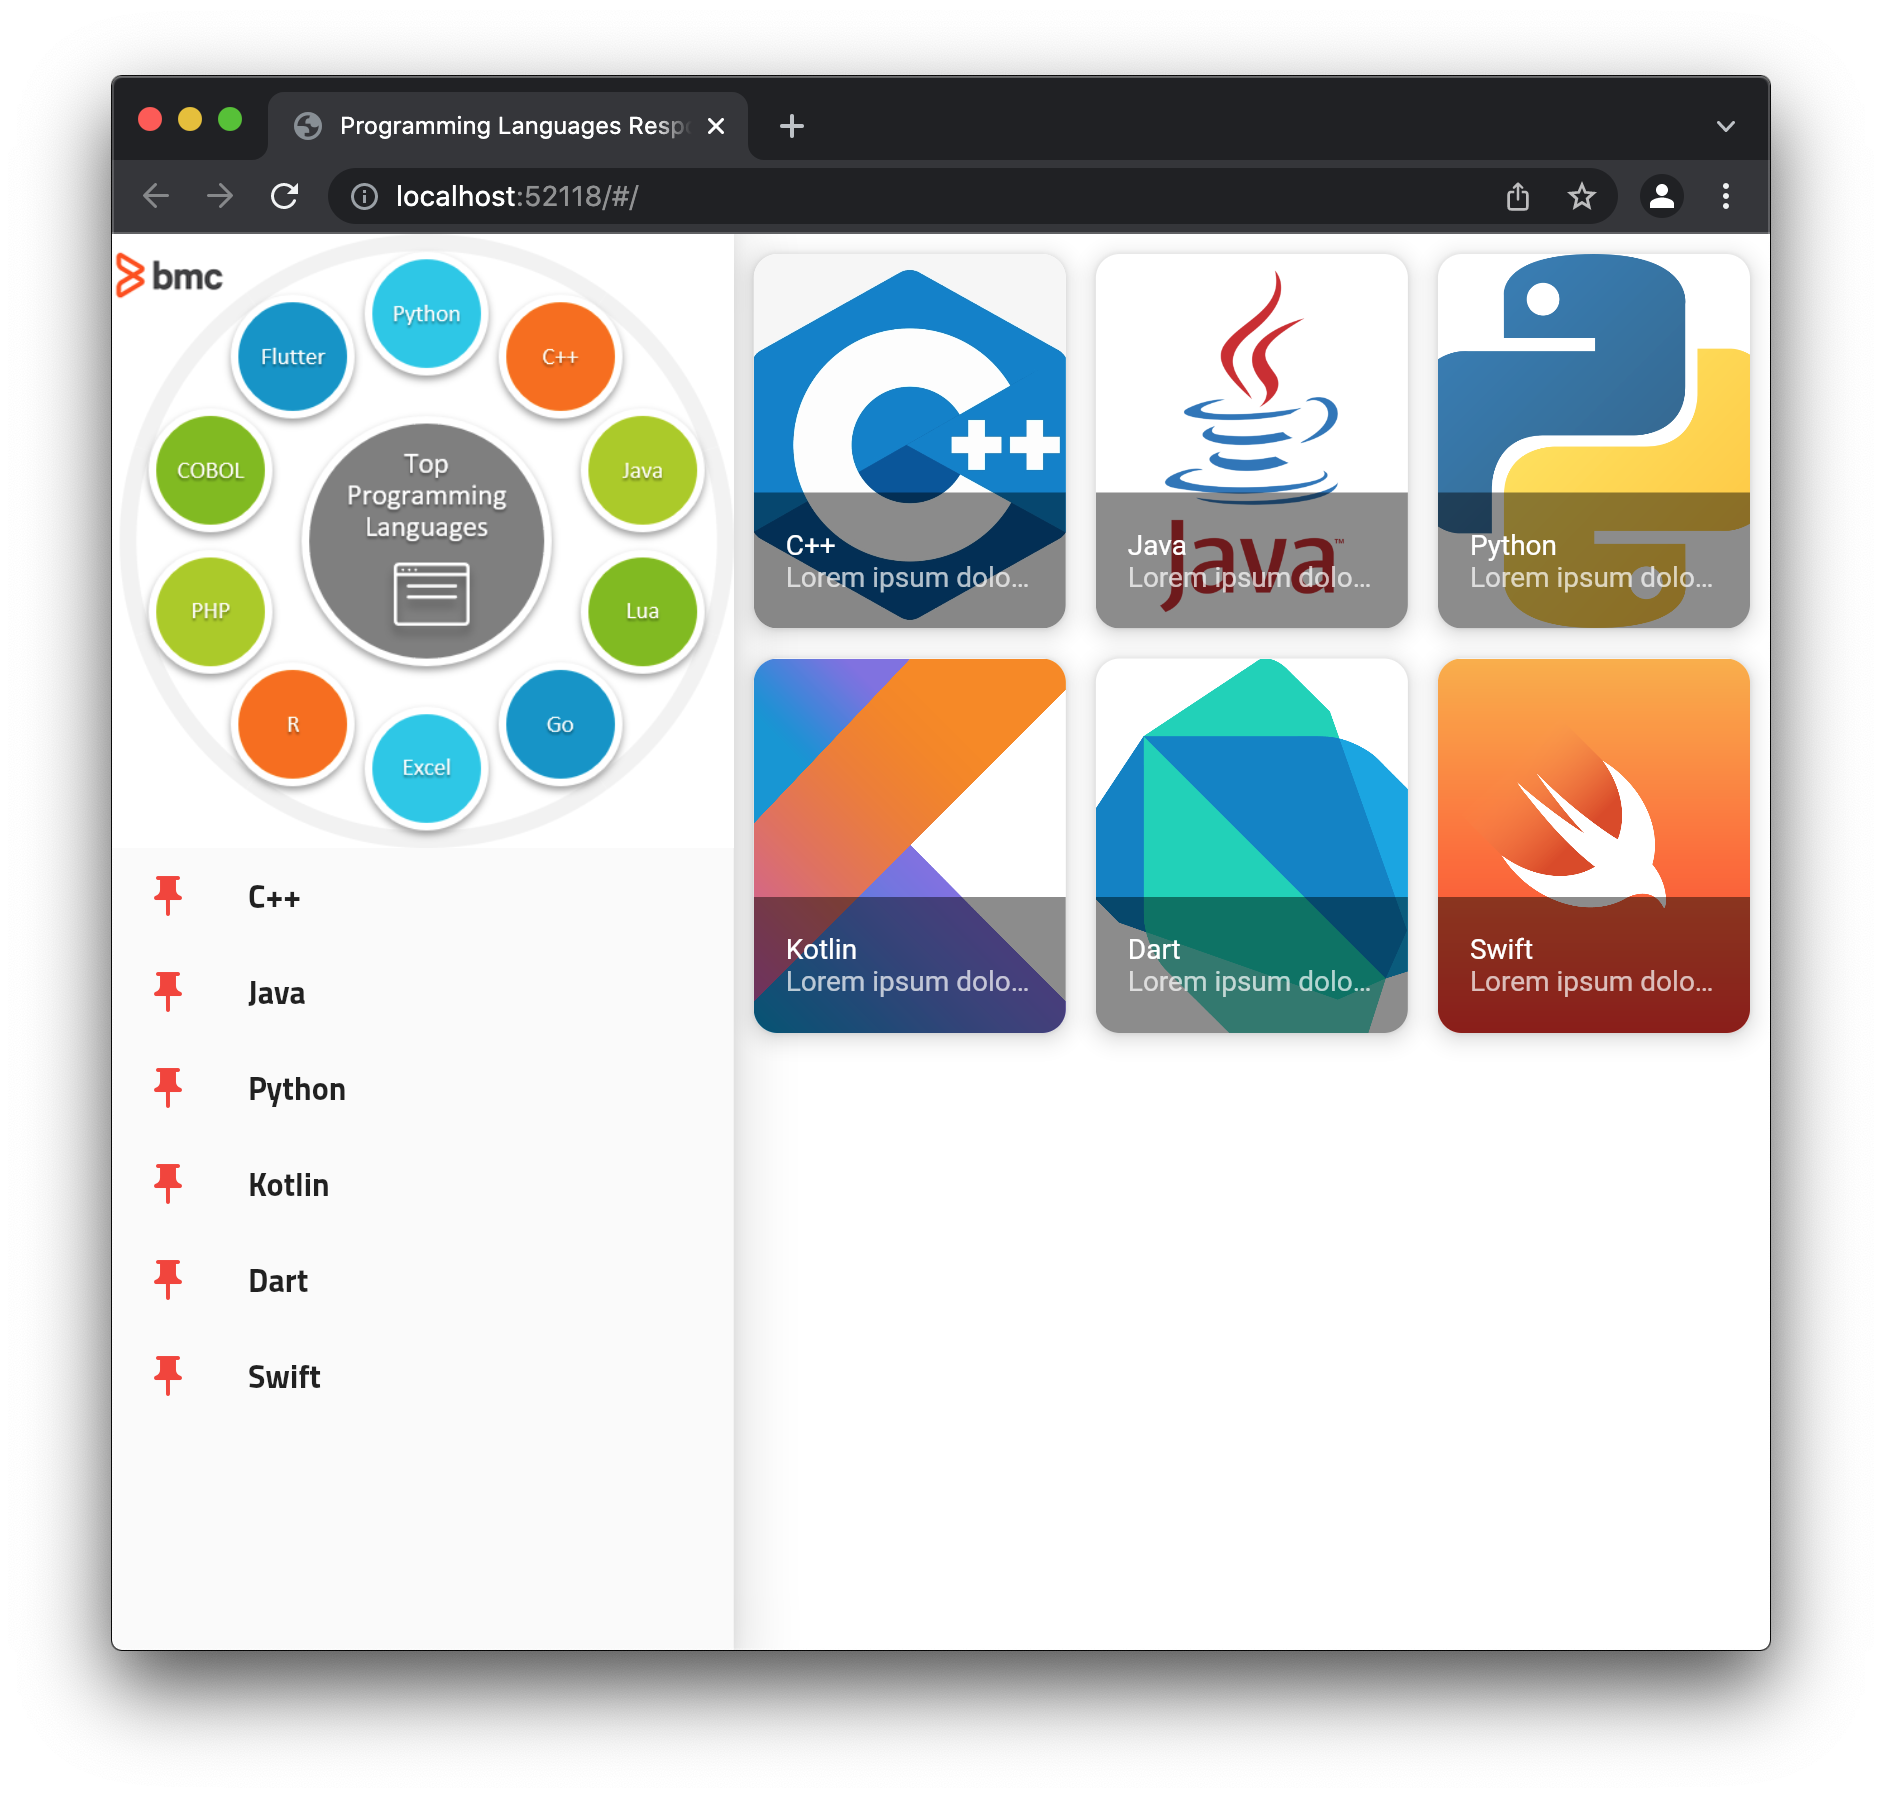 Programming Languages Resp
localhost:52118/#/
bmc
Python
Flutter
C++
COBOL
Java
Top
Programming
Languages
PHP
Lua
R
Go
Excel
C++
Java
Python
Kotlin
Dart
Swift
C++
Lorem ipsum dolo...
Java™
Java
Lorem ipsum dolo...
Python
Lorem ipsum dolo...
Kotlin
Lorem ipsum dolo...
Dart
Lorem ipsum dolo...
Swift
Lorem ipsum dolo...